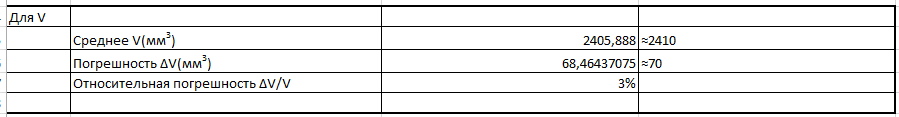 Для V
Среднее V(мм³) 2405,888 ≈2410
Погрешность ΔV(мм³) 68,46437075 ≈70
Относительная погрешность ΔV/V 3%